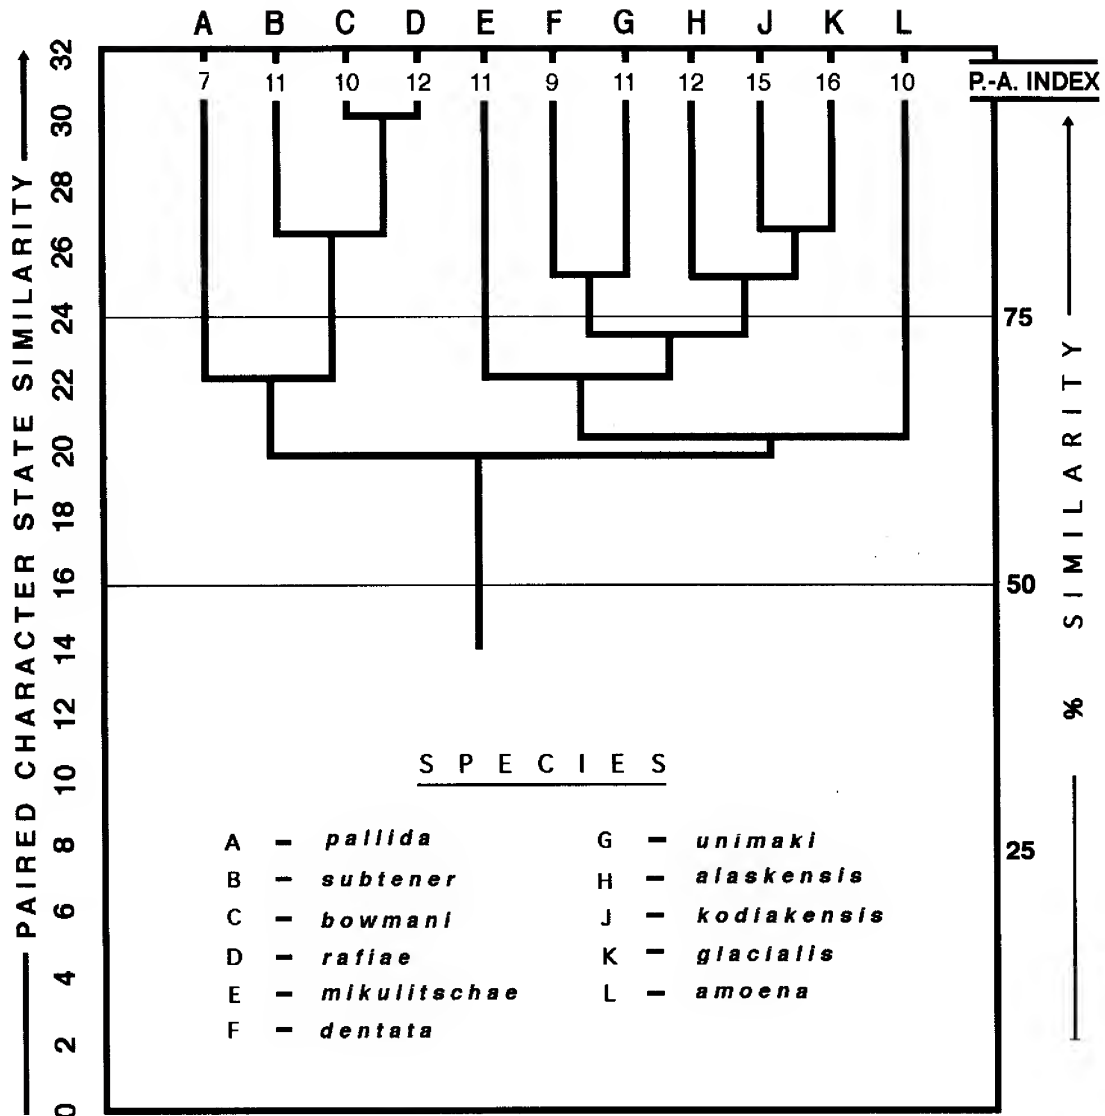 A B C D E F G H J K L
7 11 10 12 11 9 11 12 15 16 10 P.-A. INDEX
PAIRED CHARACTER STATE SIMILARITY
32
30
28
26
24
22
20
18
16
14
12
10
8
6
4
2
0
75
50
25
% SIMILARITY
SPECIES
A – pallida
B – subtener
C – bowmani
D – rafiae
E – mikulitschae
F – dentata
G – unimaki
H – alaskensis
J – kodiakensis
K – glacialis
L – amoena